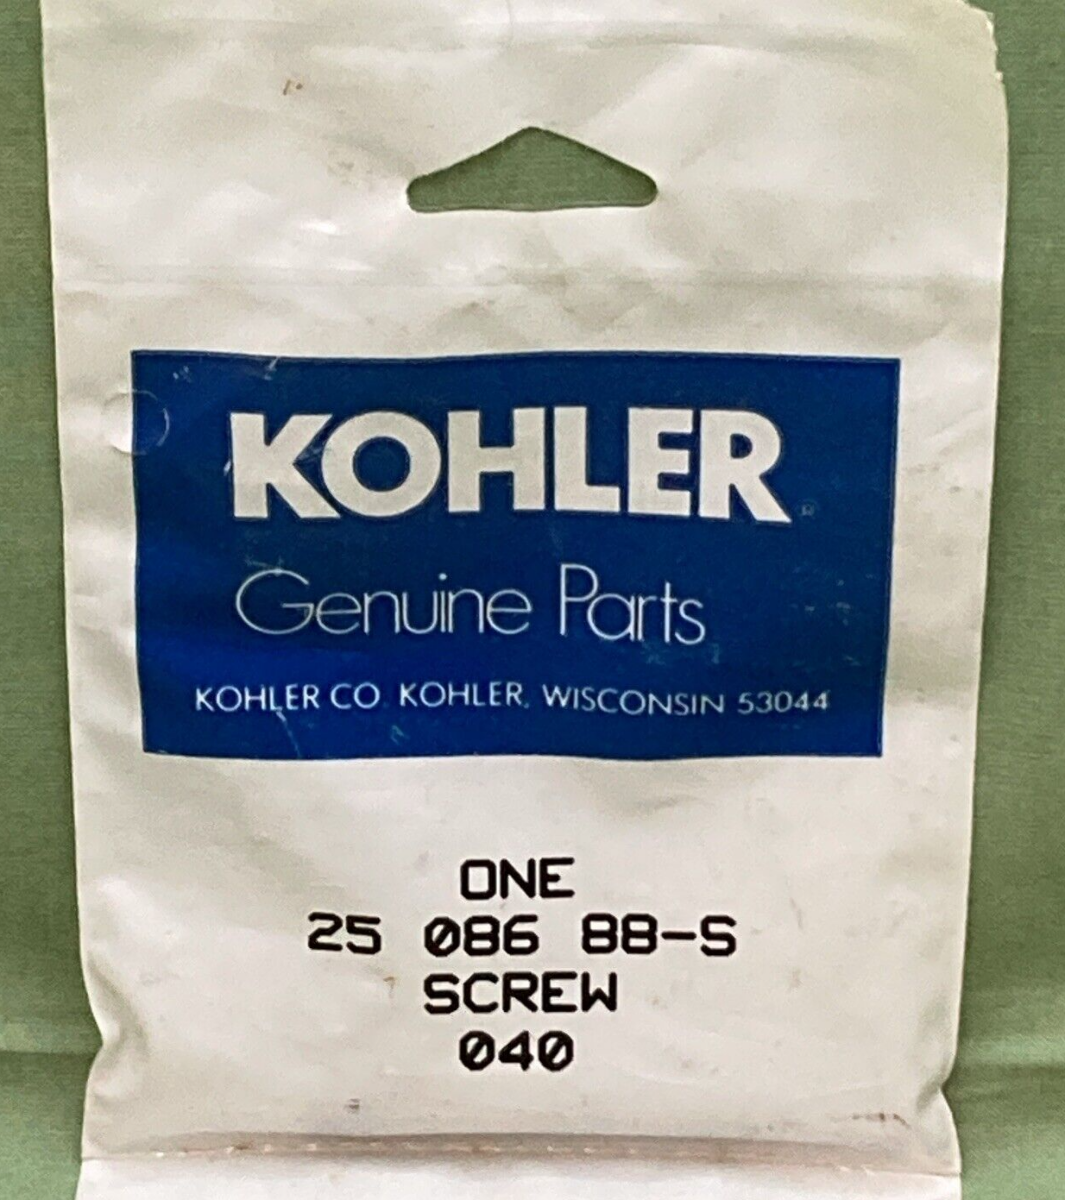 KOHLER®
Genuine Parts
KOHLER CO. KOHLER, WISCONSIN 53044
ONE
25 086 88-S
SCREW
040